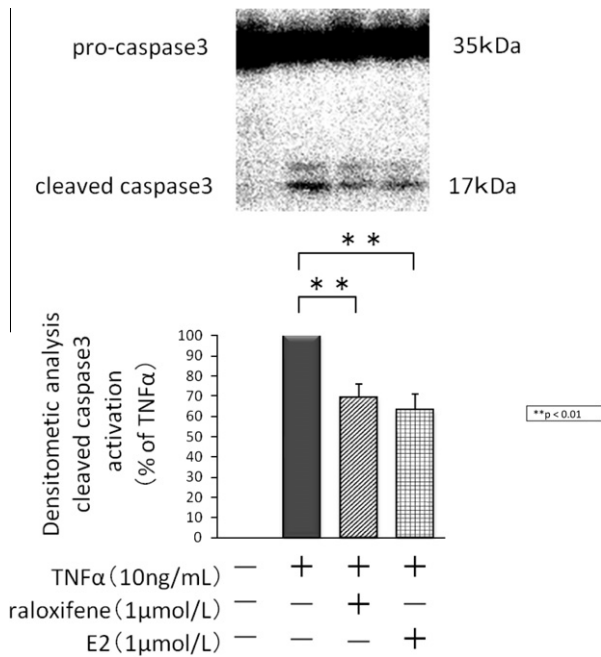 pro-caspase3 35kDa
cleaved caspase3 17kDa
* *
* *
Densitometic analysis
cleaved caspase3
activation
(% of TNFα)
100
90
80
70
60
50
40
30
20
10
0
**p < 0.01
TNFα(10ng/mL) — + + +
raloxifene(1μmol/L) — — + —
E2(1μmol/L) — — — +